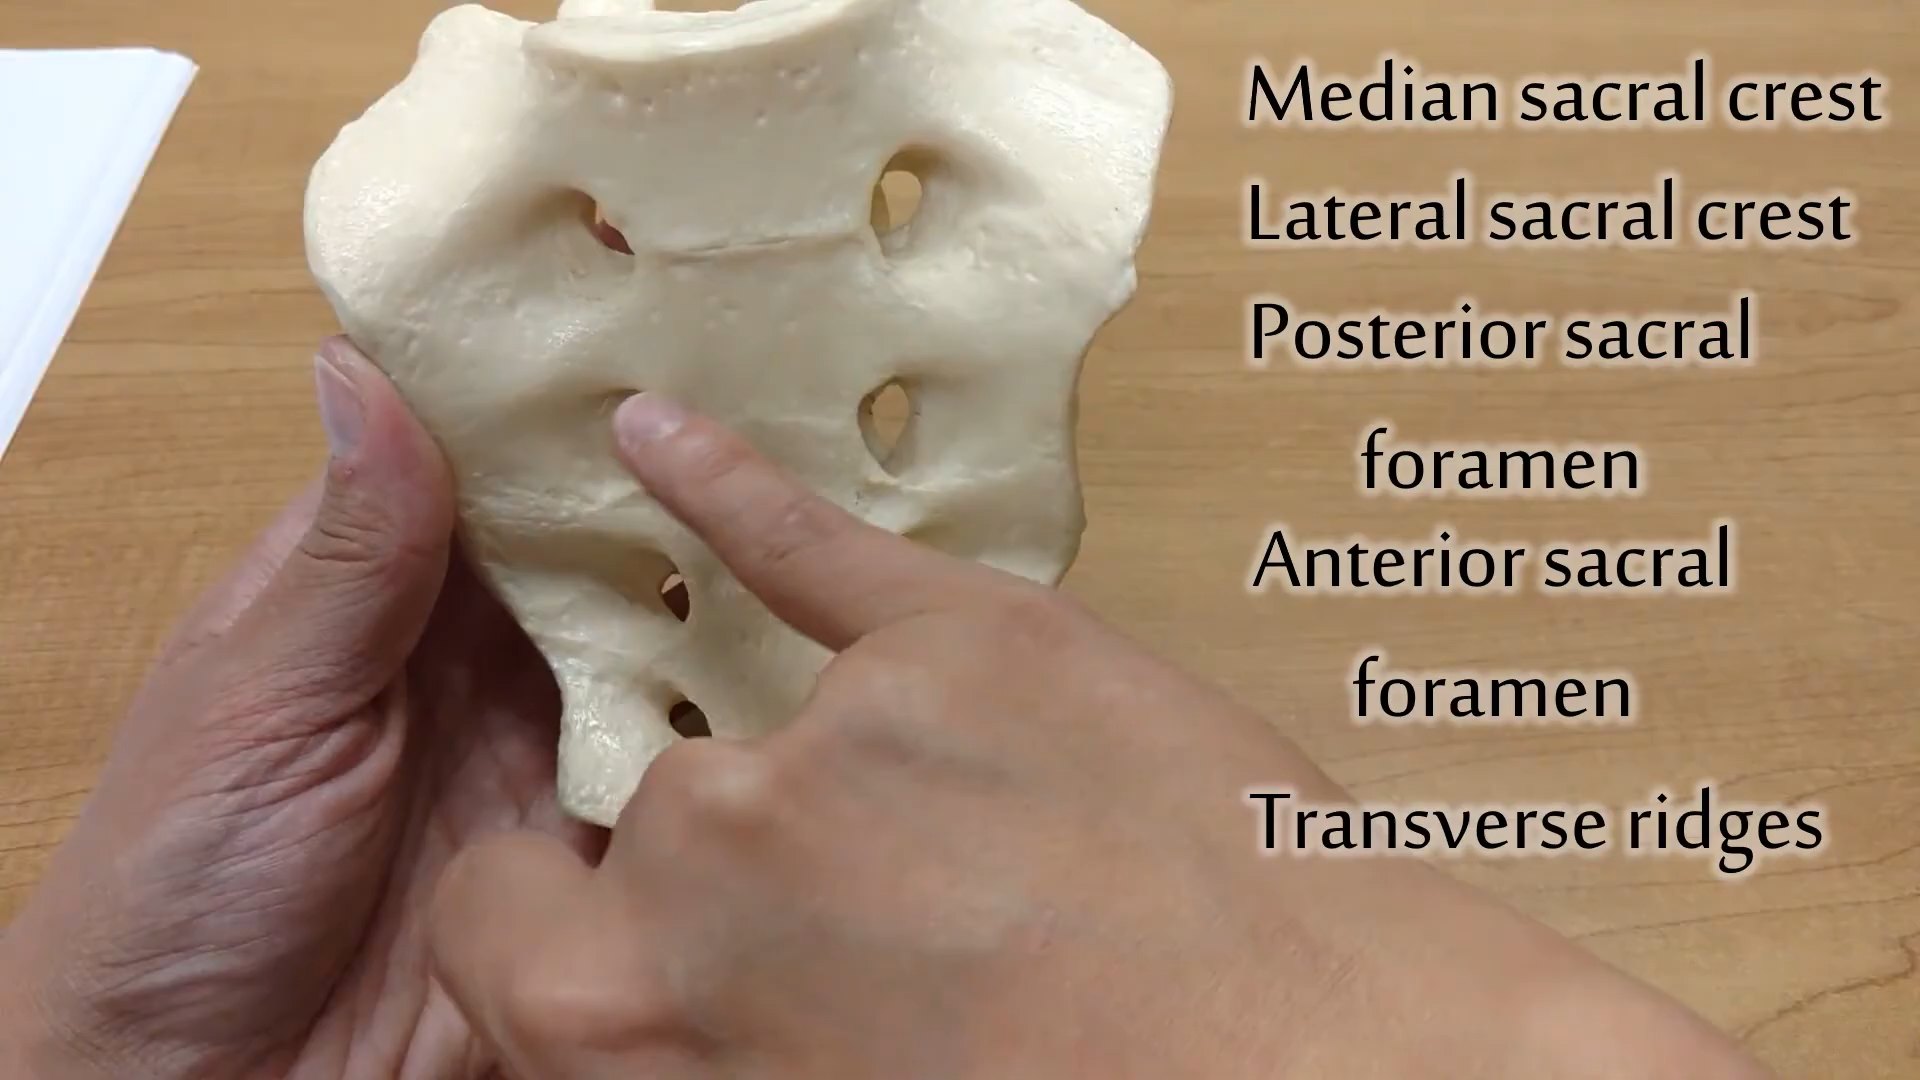 Median sacral crest
Lateral sacral crest
Posterior sacral
foramen
Anterior sacral
foramen
Transverse ridges